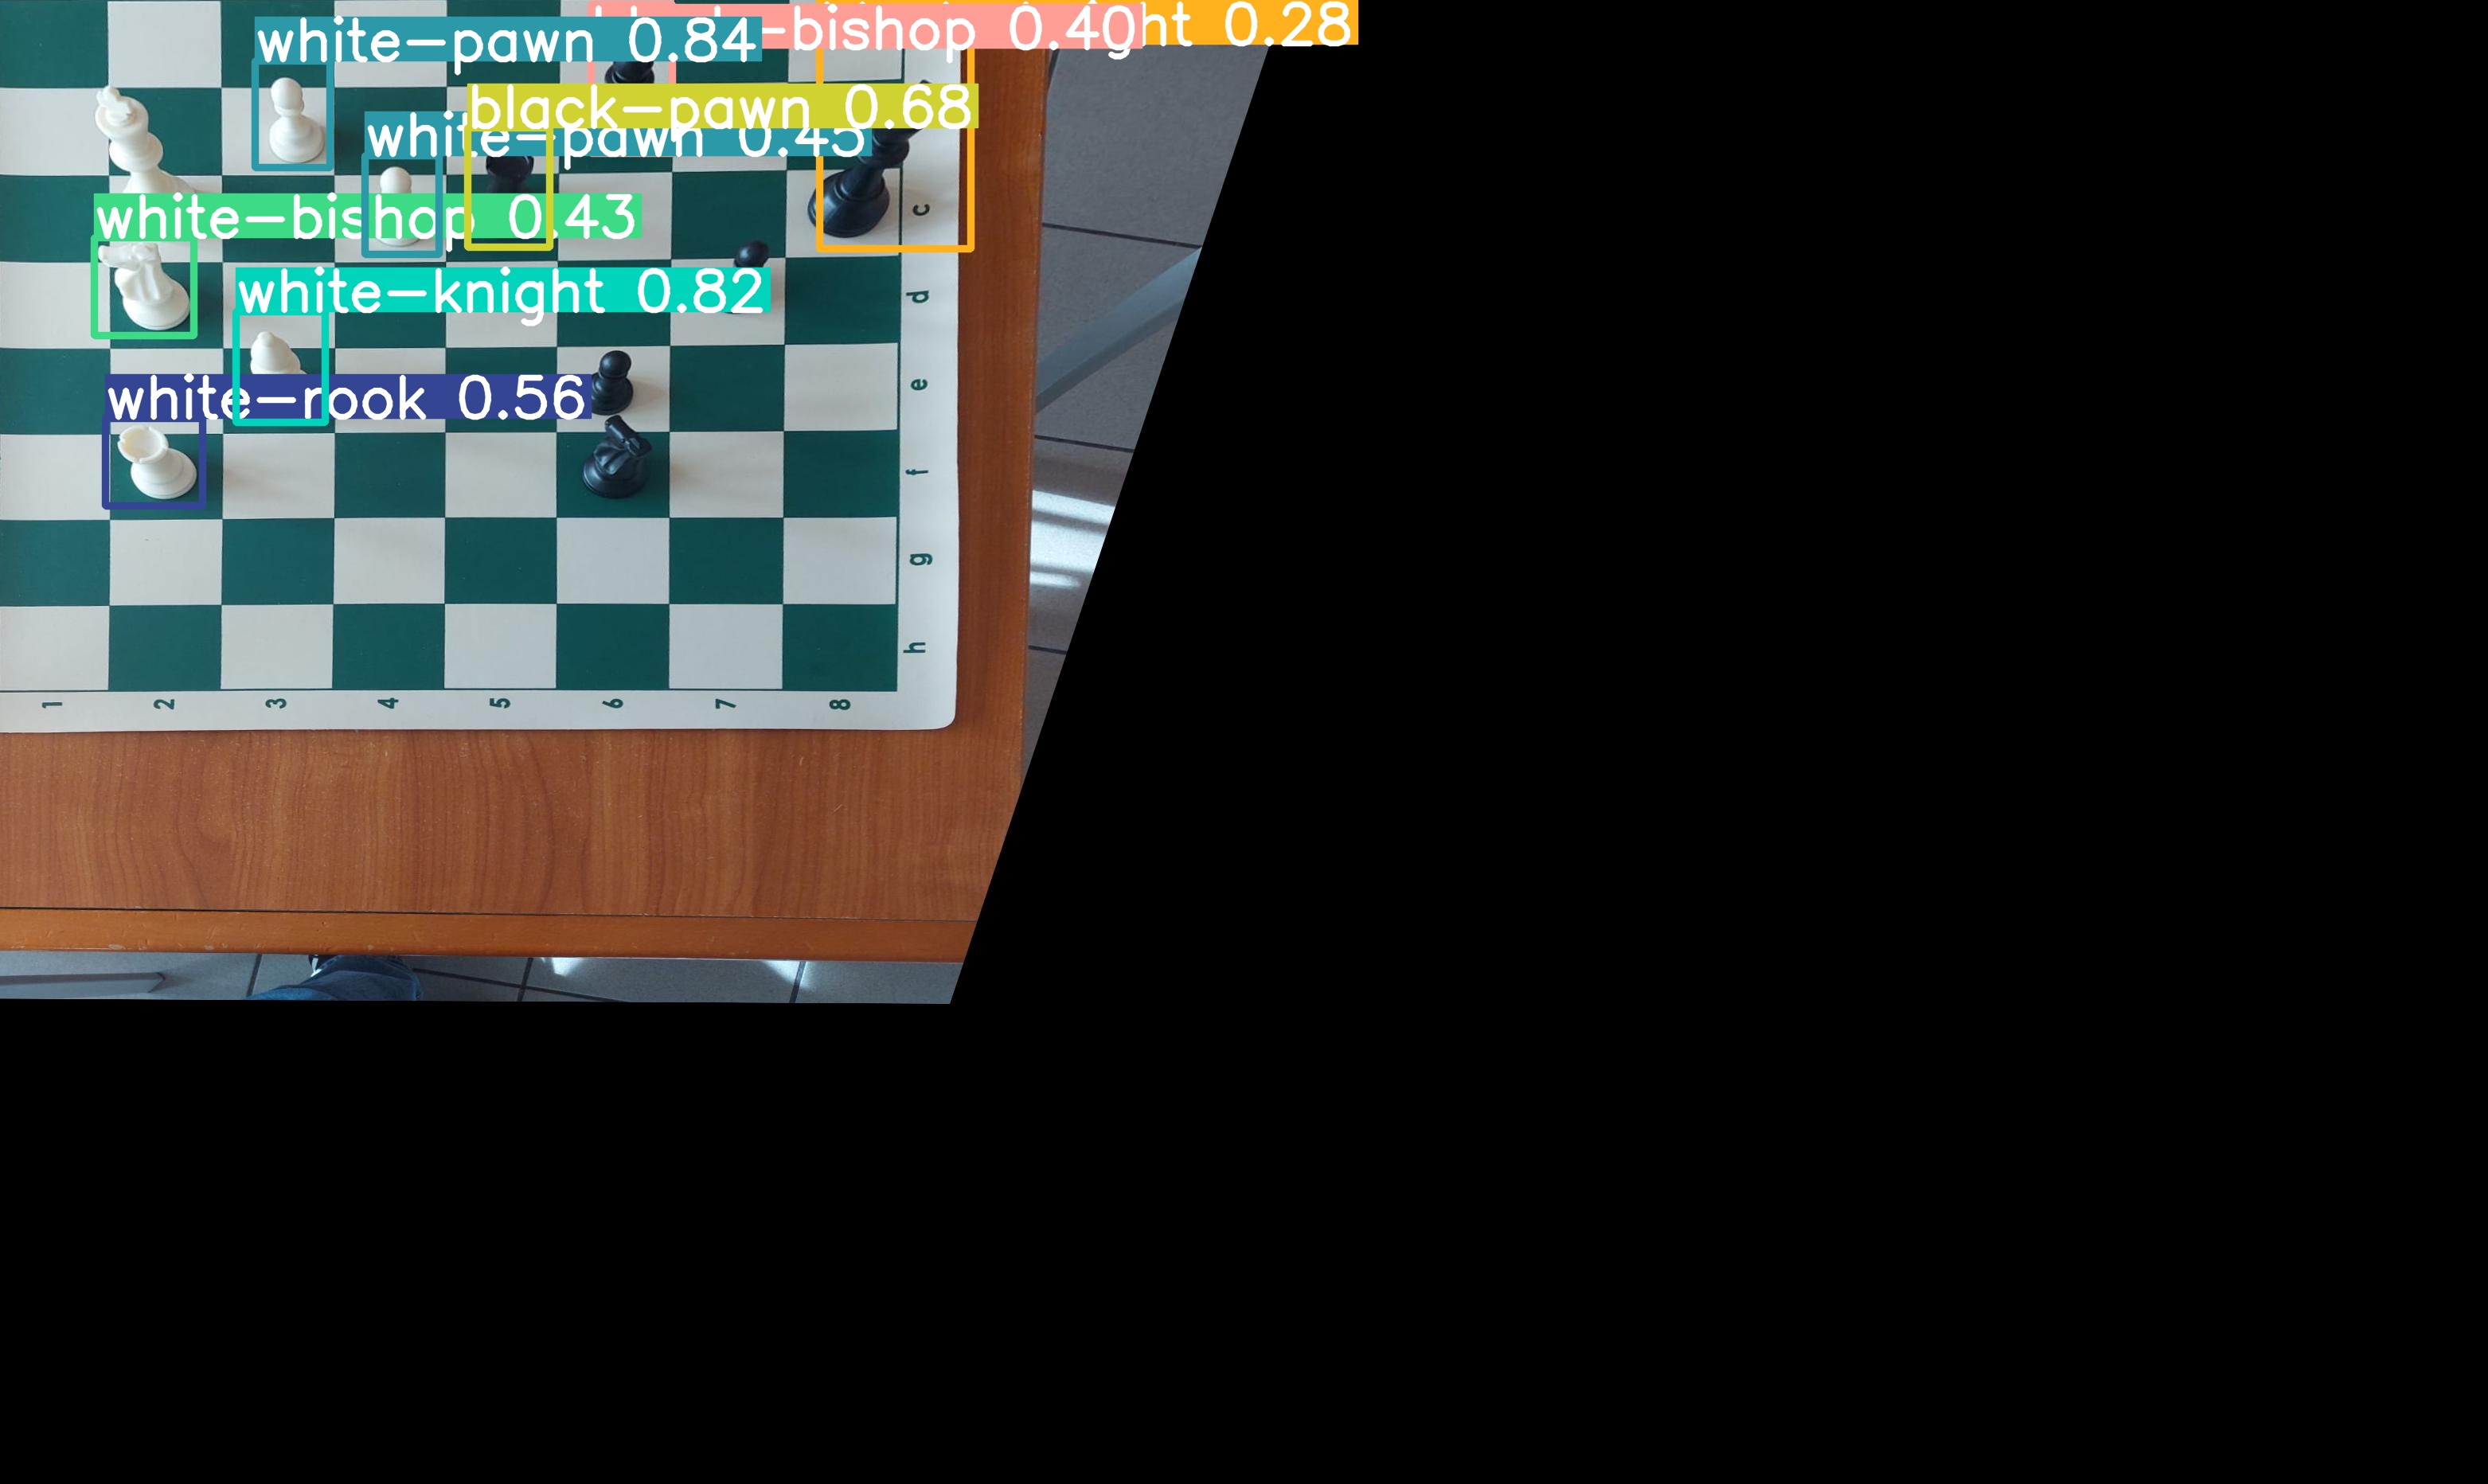 white-pawn 0.84
-bishop 0.40
ht 0.28
black-pawn 0.68
white-pawn 0.45
white-bishop 0.43
c
white-knight 0.82
d
white-rook 0.56
e
f
g
h
1 2 3 4 5 6 7 8